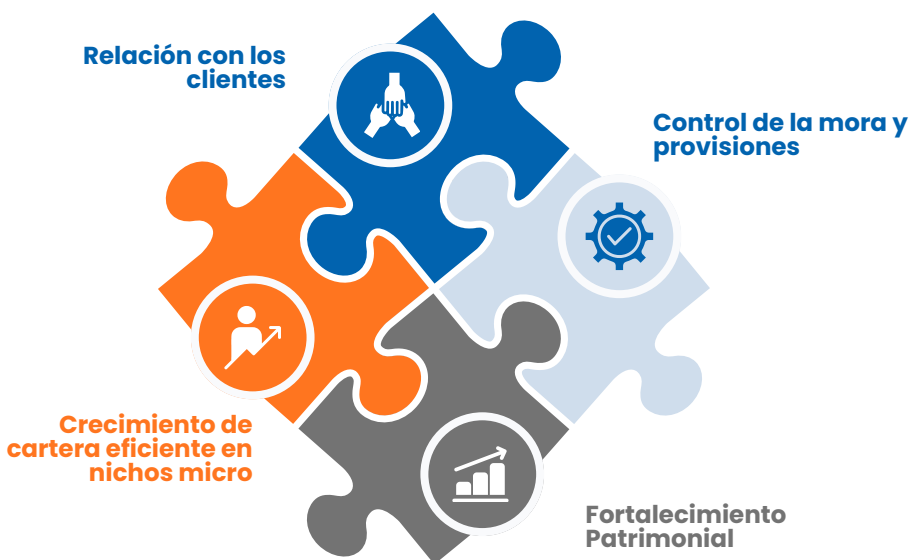 Relación con los
clientes
Control de la mora y
provisiones
Crecimiento de
cartera eficiente en
nichos micro
Fortalecimiento
Patrimonial